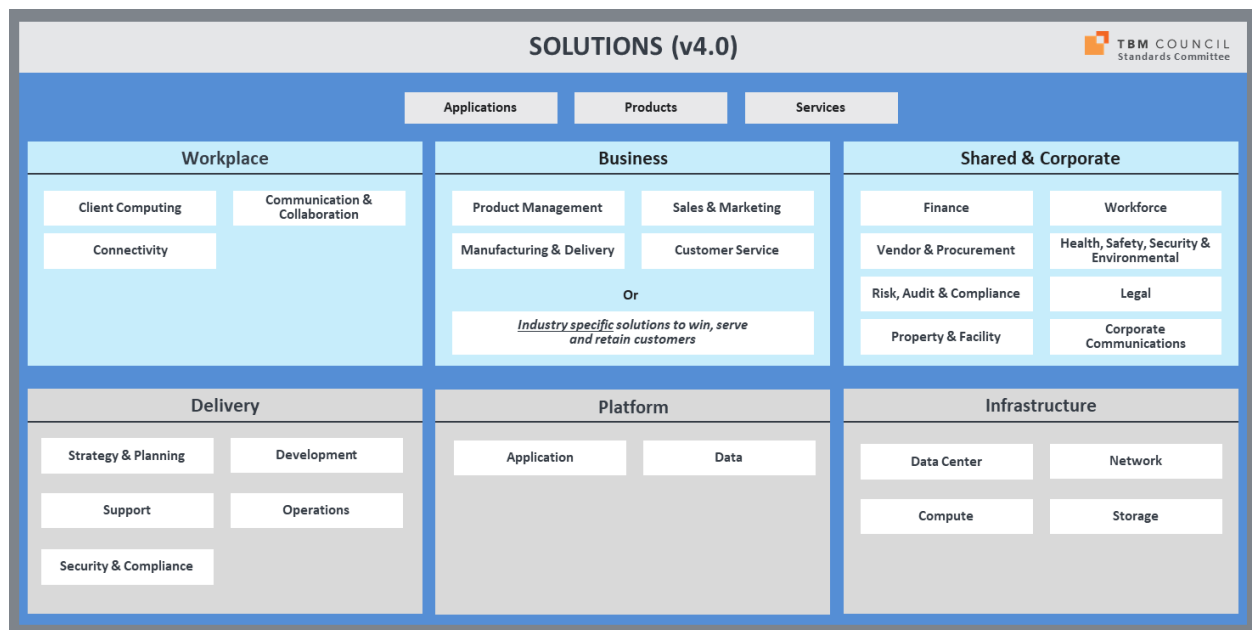 SOLUTIONS (v4.0)
TBM COUNCIL
Standards Committee
Applications
Products
Services
Workplace
Client Computing
Communication &
Collaboration
Connectivity
Business
Product Management
Sales & Marketing
Manufacturing & Delivery
Customer Service
Or
Industry specific solutions to win, serve
and retain customers
Shared & Corporate
Finance
Workforce
Vendor & Procurement
Health, Safety, Security &
Environmental
Risk, Audit & Compliance
Legal
Property & Facility
Corporate
Communications
Delivery
Strategy & Planning
Development
Support
Operations
Security & Compliance
Platform
Application
Data
Infrastructure
Data Center
Network
Compute
Storage